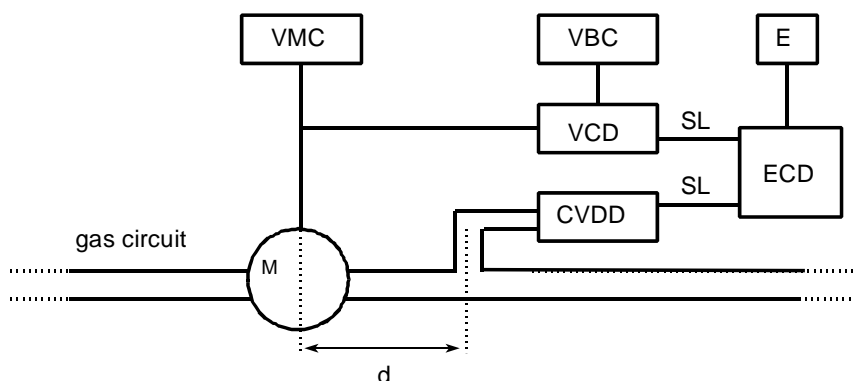 VMC
VBC
E
VCD
SL
ECD
SL
CVDD
gas circuit
M
d